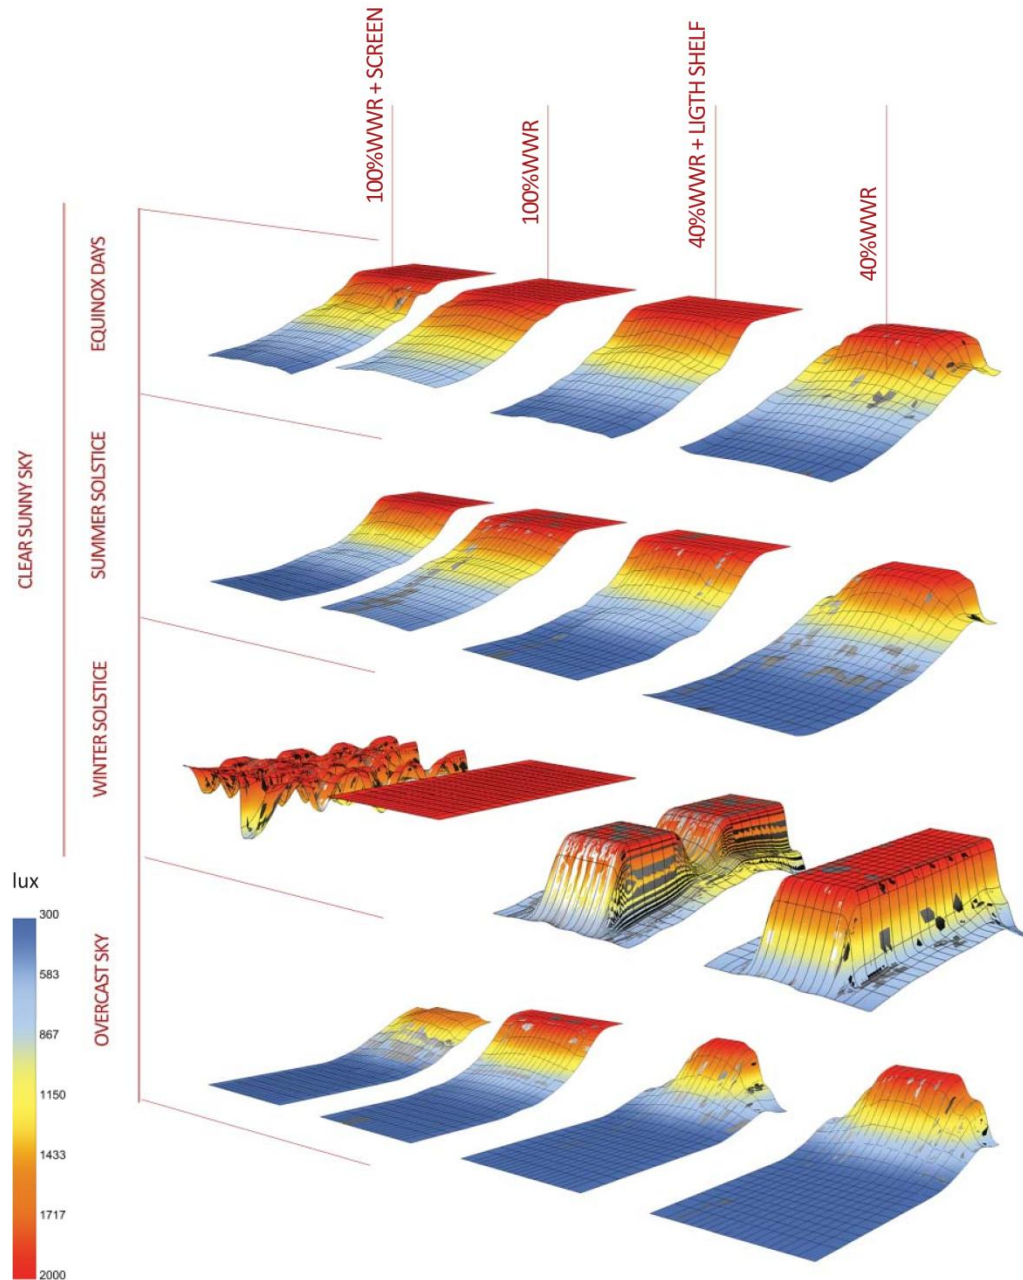 100%WWR + SCREEN
100%WWR
40%WWR + LIGTH SHELF
40%WWR
CLEAR SUNNY SKY
EQUINOX DAYS
SUMMER SOLSTICE
WINTER SOLSTICE
OVERCAST SKY
lux
300
583
867
1150
1433
1717
2000